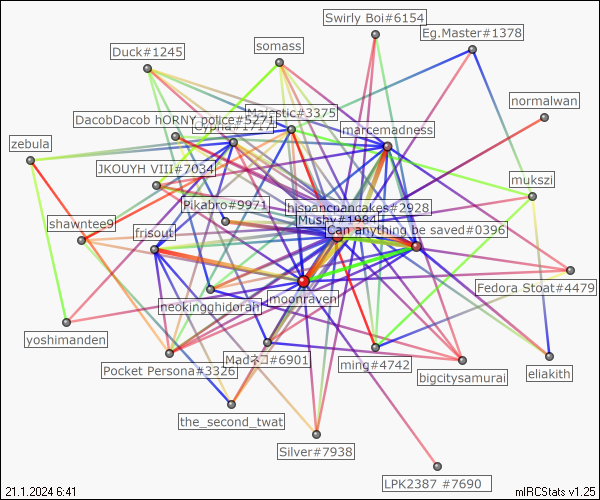 Swirly Boi#6154
Eg.Master#1378
somass
Duck#1245
normalwan
Majestic#3375
DacobDacob hORNY police#5271
Cypha#1717
marcemadness
zebula
JKOUYH VIII#7034
mukszi
Pikabro#9971
hispanicpancakes#2928
Mushy#1984
shawntee9
frisout
Can anything be saved#0396
Fedora Stoat#4479
moonraven
neokingghidorah
yoshimanden
Madネコ#6901
ming#4742
Pocket Persona#3326
bigcitysamurai
eliakith
the_second_twat
Silver#7938
LPK2387 #7690
21.1.2024 6:41
mIRCStats v1.25